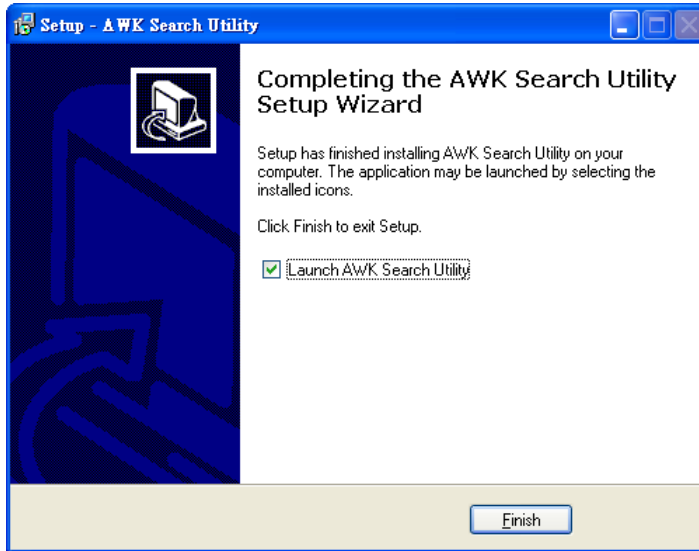 Setup - AWK Search Utility
Completing the AWK Search Utility
Setup Wizard
Setup has finished installing AWK Search Utility on your
computer. The application may be launched by selecting the
installed icons.
Click Finish to exit Setup.
Launch AWK Search Utility
Finish